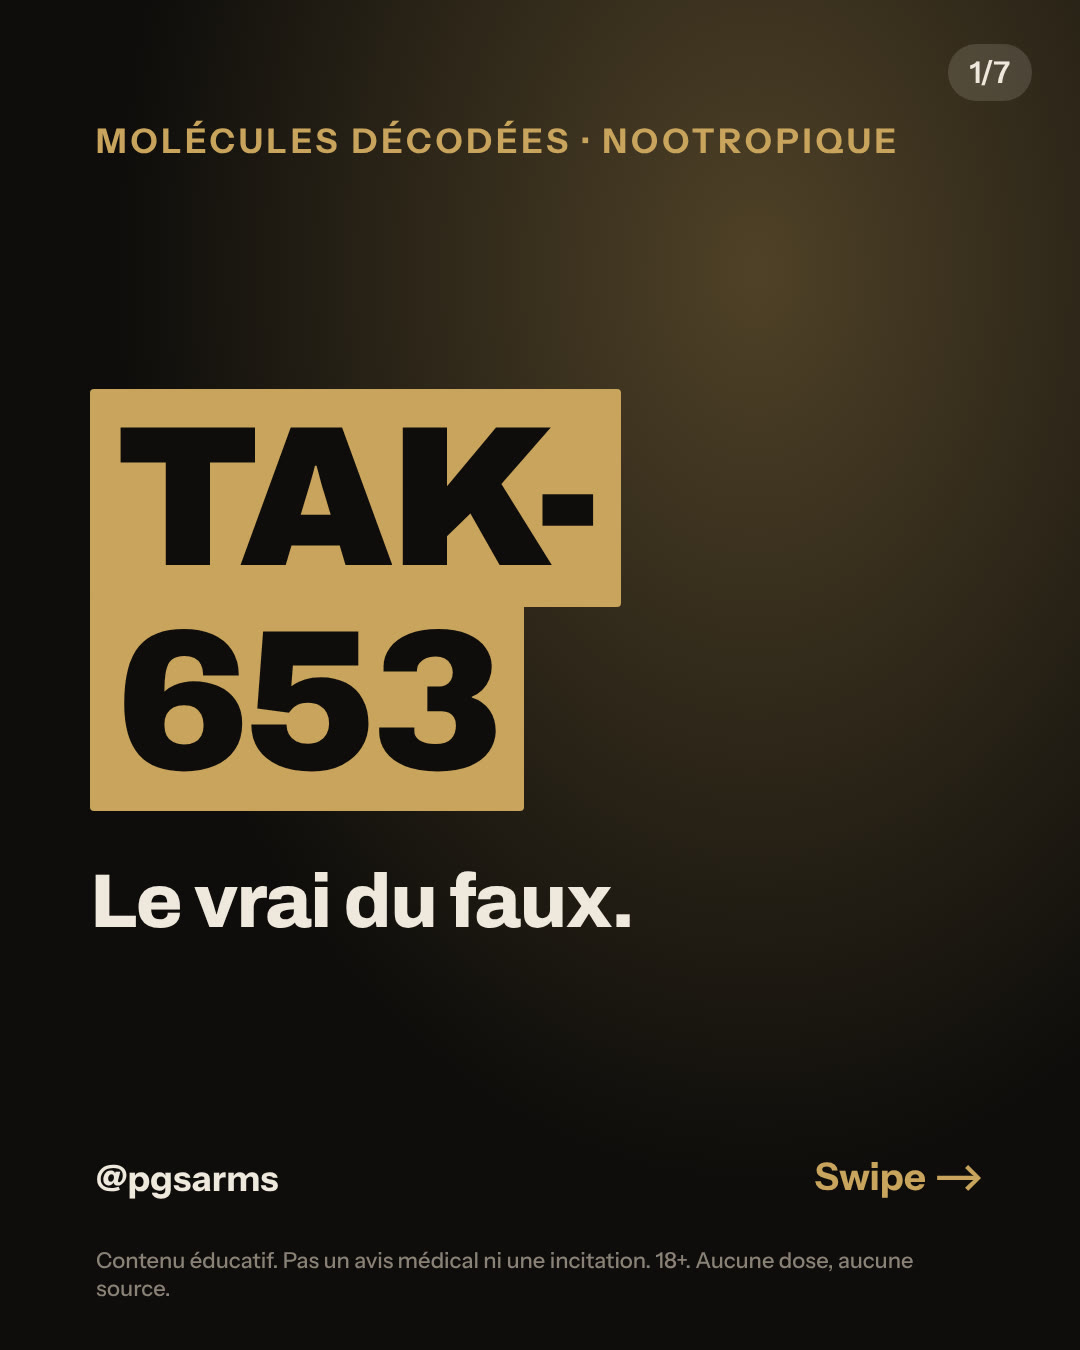 1/7
MOLÉCULES DÉCODÉES · NOOTROPIQUE
TAK-
653
Le vrai du faux.
@pgsarms
Swipe →
Contenu éducatif. Pas un avis médical ni une incitation. 18+. Aucune dose, aucune
source.